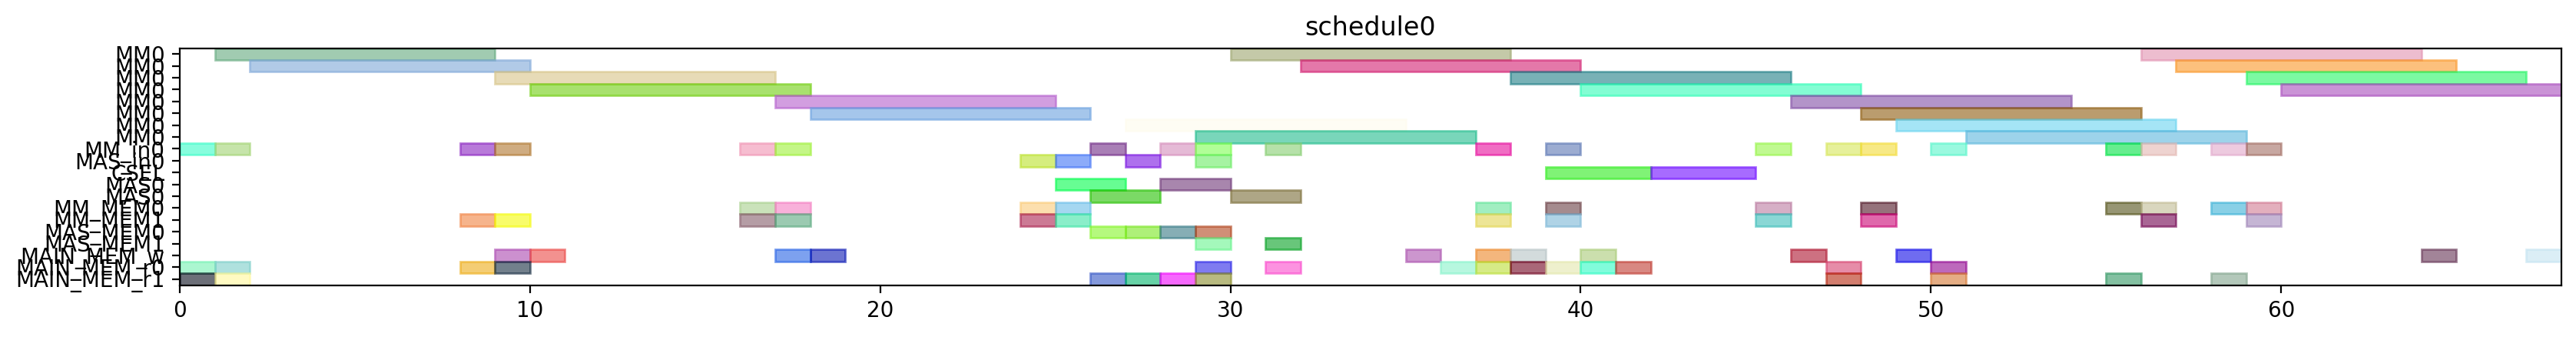 schedule0
MM0
MM0
MM0
MM0
MM0
MM0
MM0
MM0
MM_in0
MAS_in0
CSEL
MAS0
MAS0
MM_MEM0
MM_MEM1
MAS_MEM0
MAS_MEM1
MAIN_MEM_w
MAIN_MEM_r0
MAIN_MEM_r1
0 10 20 30 40 50 60